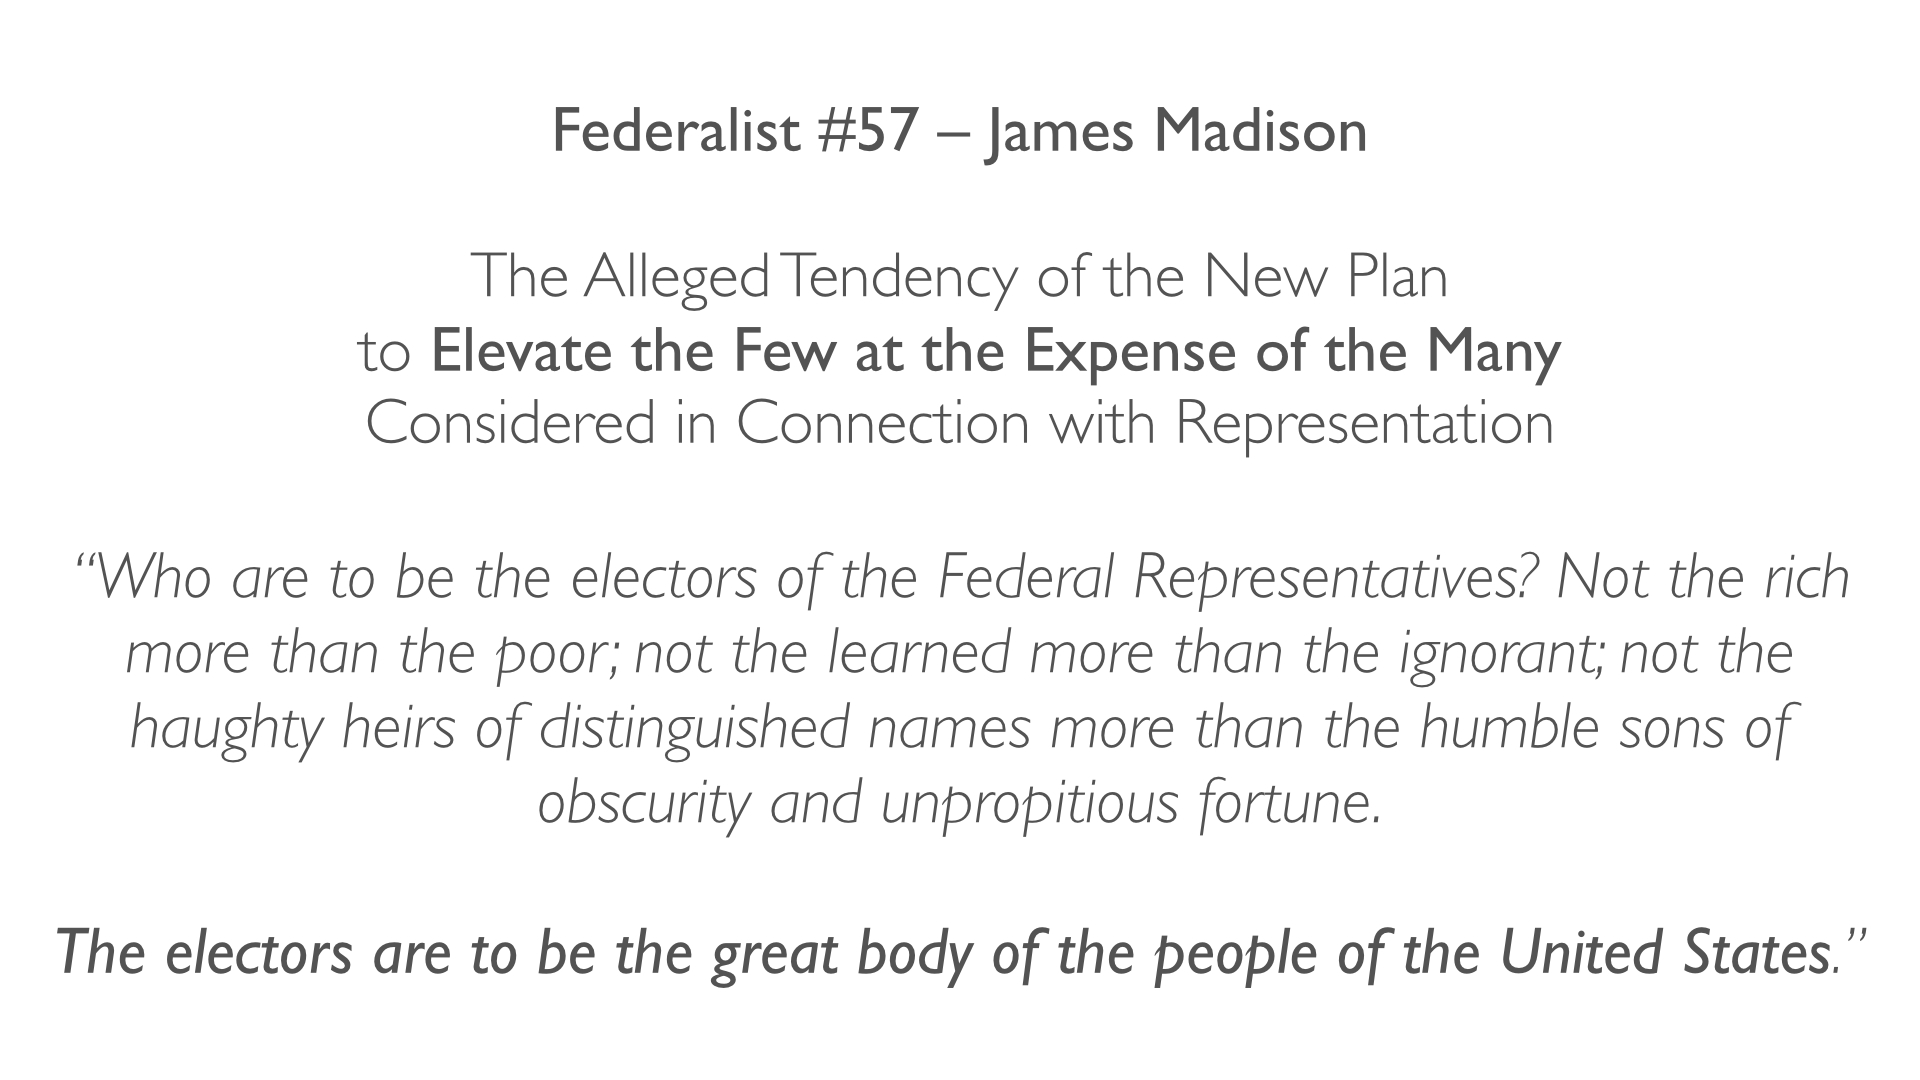 Federalist #57 – James Madison
The Alleged Tendency of the New Plan
to Elevate the Few at the Expense of the Many
Considered in Connection with Representation
“Who are to be the electors of the Federal Representatives? Not the rich
more than the poor; not the learned more than the ignorant; not the
haughty heirs of distinguished names more than the humble sons of
obscurity and unpropitious fortune.
The electors are to be the great body of the people of the United States.”